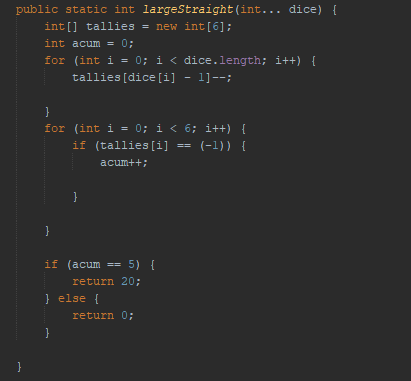 public static int largeStraight(int... dice) {
    int[] tallies = new int[6];
    int acum = 0;
    for (int i = 0; i < dice.length; i++) {
        tallies[dice[i] - 1]--;
    }
    for (int i = 0; i < 6; i++) {
        if (tallies[i] == (-1)) {
            acum++;
        }
    }
    if (acum == 5) {
        return 20;
    } else {
        return 0;
    }
}